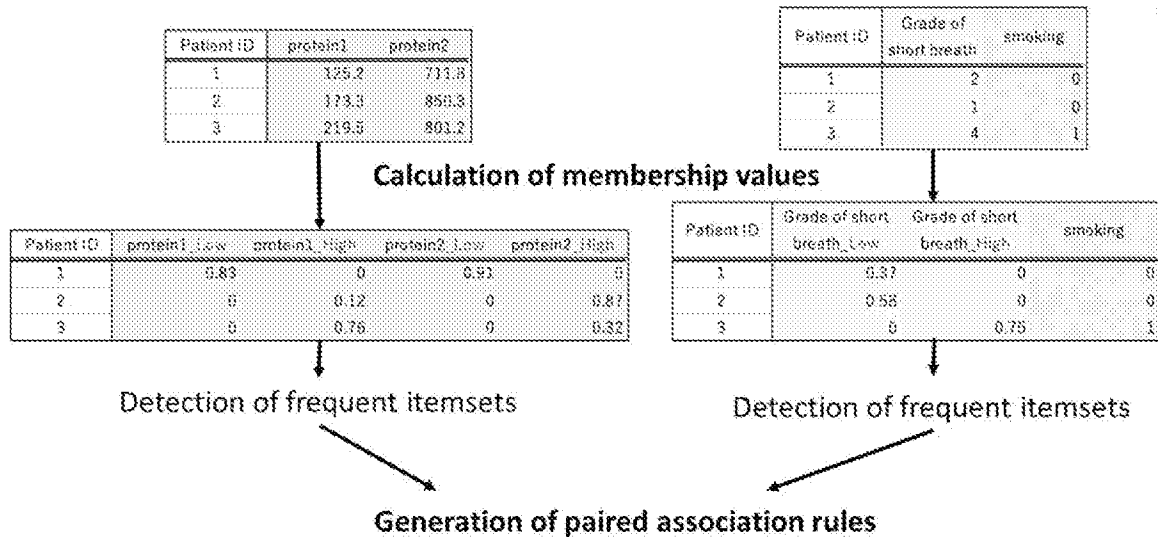 Patient ID protein1 protein2
1 125.2 711.8
2 173.3 850.3
3 219.5 801.2
Patient ID Grade of short breath smoking
1 2 0
2 1 0
3 4 1
Calculation of membership values
Patient ID protein1_Low protein1_High protein2_Low protein2_High
1 0.83 0 0
2 0 0.12 0 0.87
3 0 0.76 0 0.32
Patient ID Grade of short breath_Low Grade of short breath_High smoking
1 0.37 0 0
2 0 0
3 0 0.75 1
Detection of frequent itemsets
Detection of frequent itemsets
Generation of paired association rules